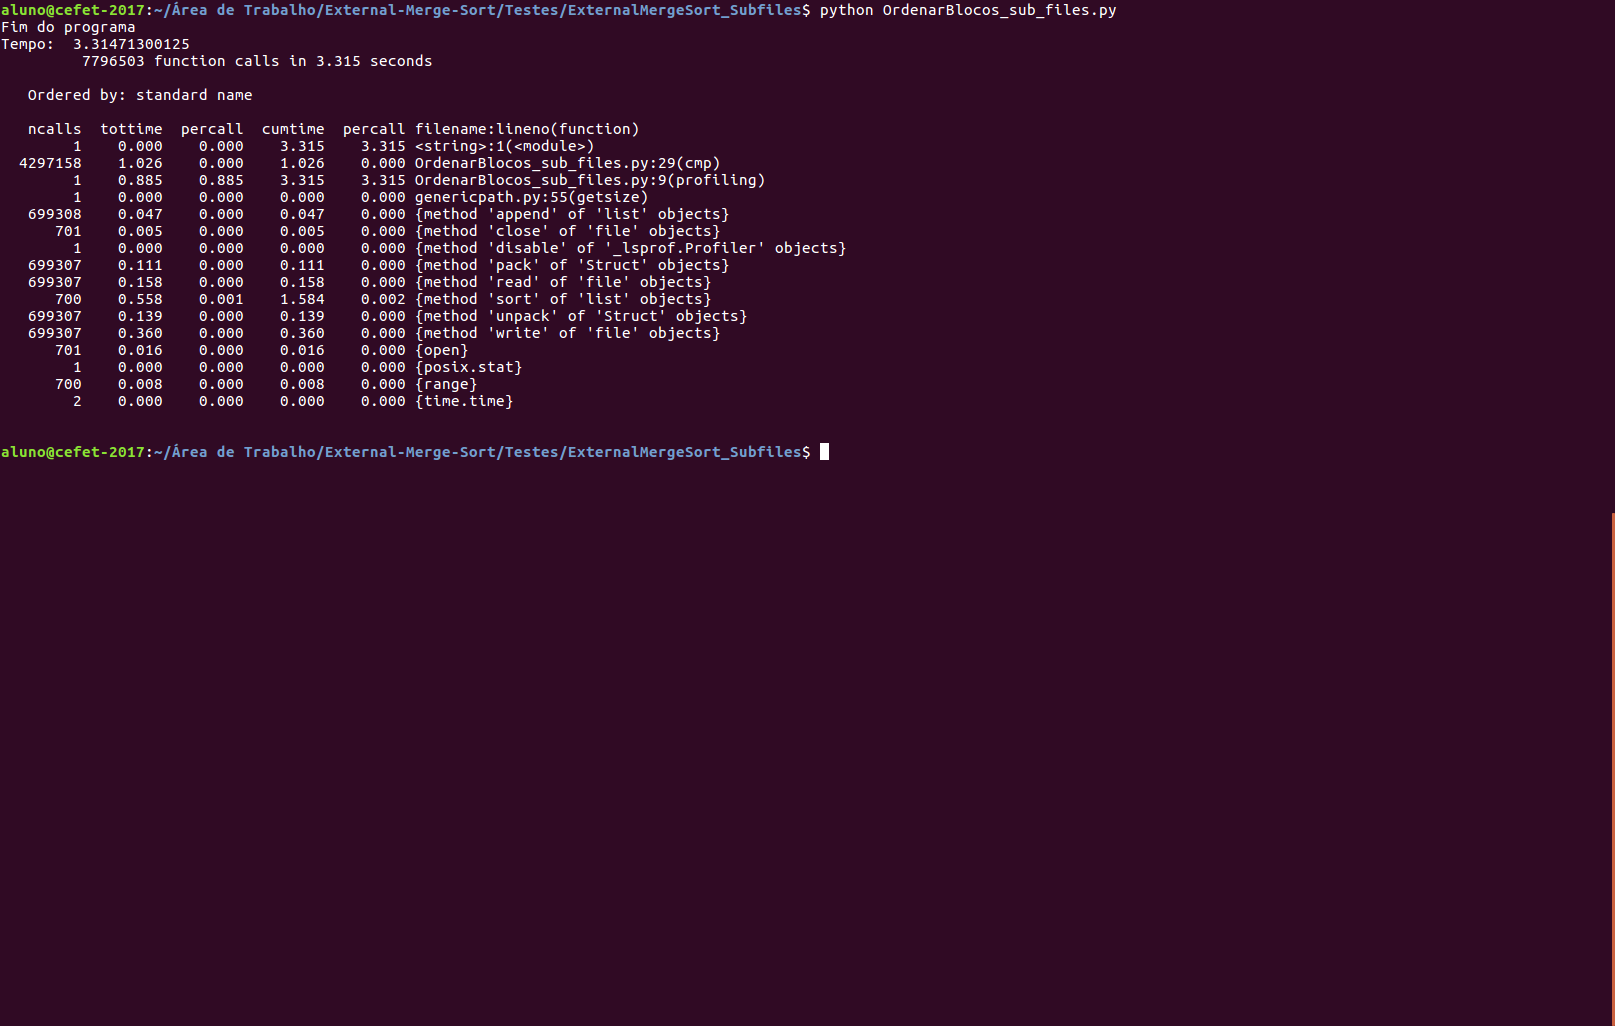 aluno@cefet-2017:~/Área de Trabalho/External-Merge-Sort/Testes/ExternalMergeSort_Subfiles$ python OrdenarBlocos_sub_files.py
Fim do programa
Tempo:  3.31471300125
         7796503 function calls in 3.315 seconds

   Ordered by: standard name

   ncalls  tottime  percall  cumtime  percall filename:lineno(function)
        1    0.000    0.000    3.315    3.315 <string>:1(<module>)
  4297158    1.026    0.000    1.026    0.000 OrdenarBlocos_sub_files.py:29(cmp)
        1    0.885    0.885    3.315    3.315 OrdenarBlocos_sub_files.py:9(profiling)
        1    0.000    0.000    0.000    0.000 genericpath.py:55(getsize)
   699308    0.047    0.000    0.047    0.000 {method 'append' of 'list' objects}
      701    0.005    0.000    0.005    0.000 {method 'close' of 'file' objects}
        1    0.000    0.000    0.000    0.000 {method 'disable' of '_lsprof.Profiler' objects}
   699307    0.111    0.000    0.111    0.000 {method 'pack' of 'Struct' objects}
   699307    0.158    0.000    0.158    0.000 {method 'read' of 'file' objects}
      700    0.558    0.001    1.584    0.002 {method 'sort' of 'list' objects}
   699307    0.139    0.000    0.139    0.000 {method 'unpack' of 'Struct' objects}
   699307    0.360    0.000    0.360    0.000 {method 'write' of 'file' objects}
      701    0.016    0.000    0.016    0.000 {open}
        1    0.000    0.000    0.000    0.000 {posix.stat}
      700    0.008    0.000    0.008    0.000 {range}
        2    0.000    0.000    0.000    0.000 {time.time}

aluno@cefet-2017:~/Área de Trabalho/External-Merge-Sort/Testes/ExternalMergeSort_Subfiles$